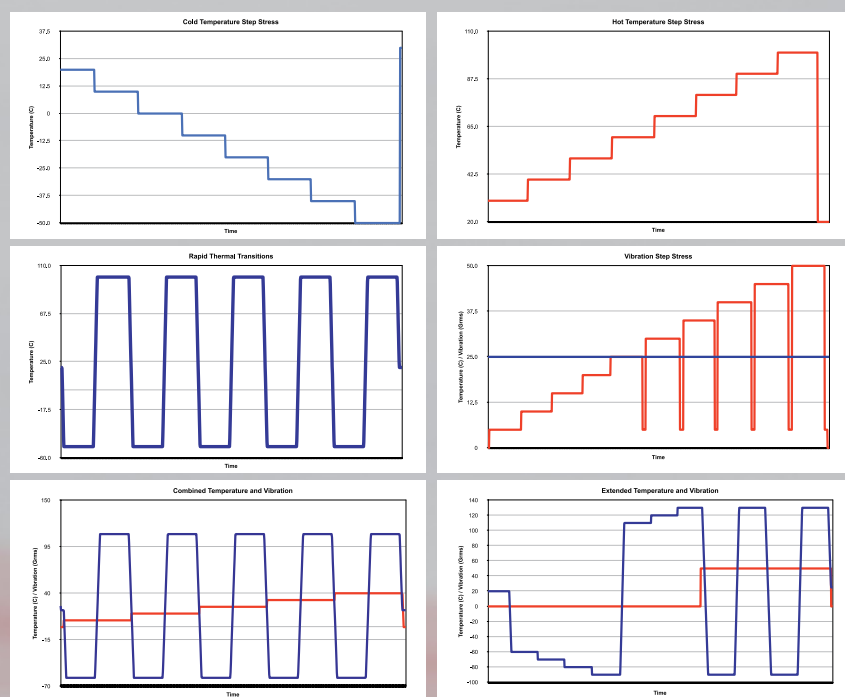 Cold Temperature Step Stress
37,5
25,0
12,5
0
-12,5
-25,0
-37,5
-50,0
Temperature (C)
Time
Hot Temperature Step Stress
110,0
87,5
65,0
42,5
20,0
Temperature (C)
Time
Rapid Thermal Transitions
110,0
67,5
25,0
-17,5
-60,0
Temperature (C)
Time
Vibration Step Stress
50,0
37,5
25,0
12,5
0
Temperature (C) / Vibration (Grms)
Time
Combined Temperature and Vibration
150
95
40
-15
-70
Temperature (C) / Vibration (Grms)
Time
Extended Temperature and Vibration
140
120
100
80
60
40
20
0
-20
-40
-60
-80
-100
Temperature (C) / Vibration (Grms)
Time